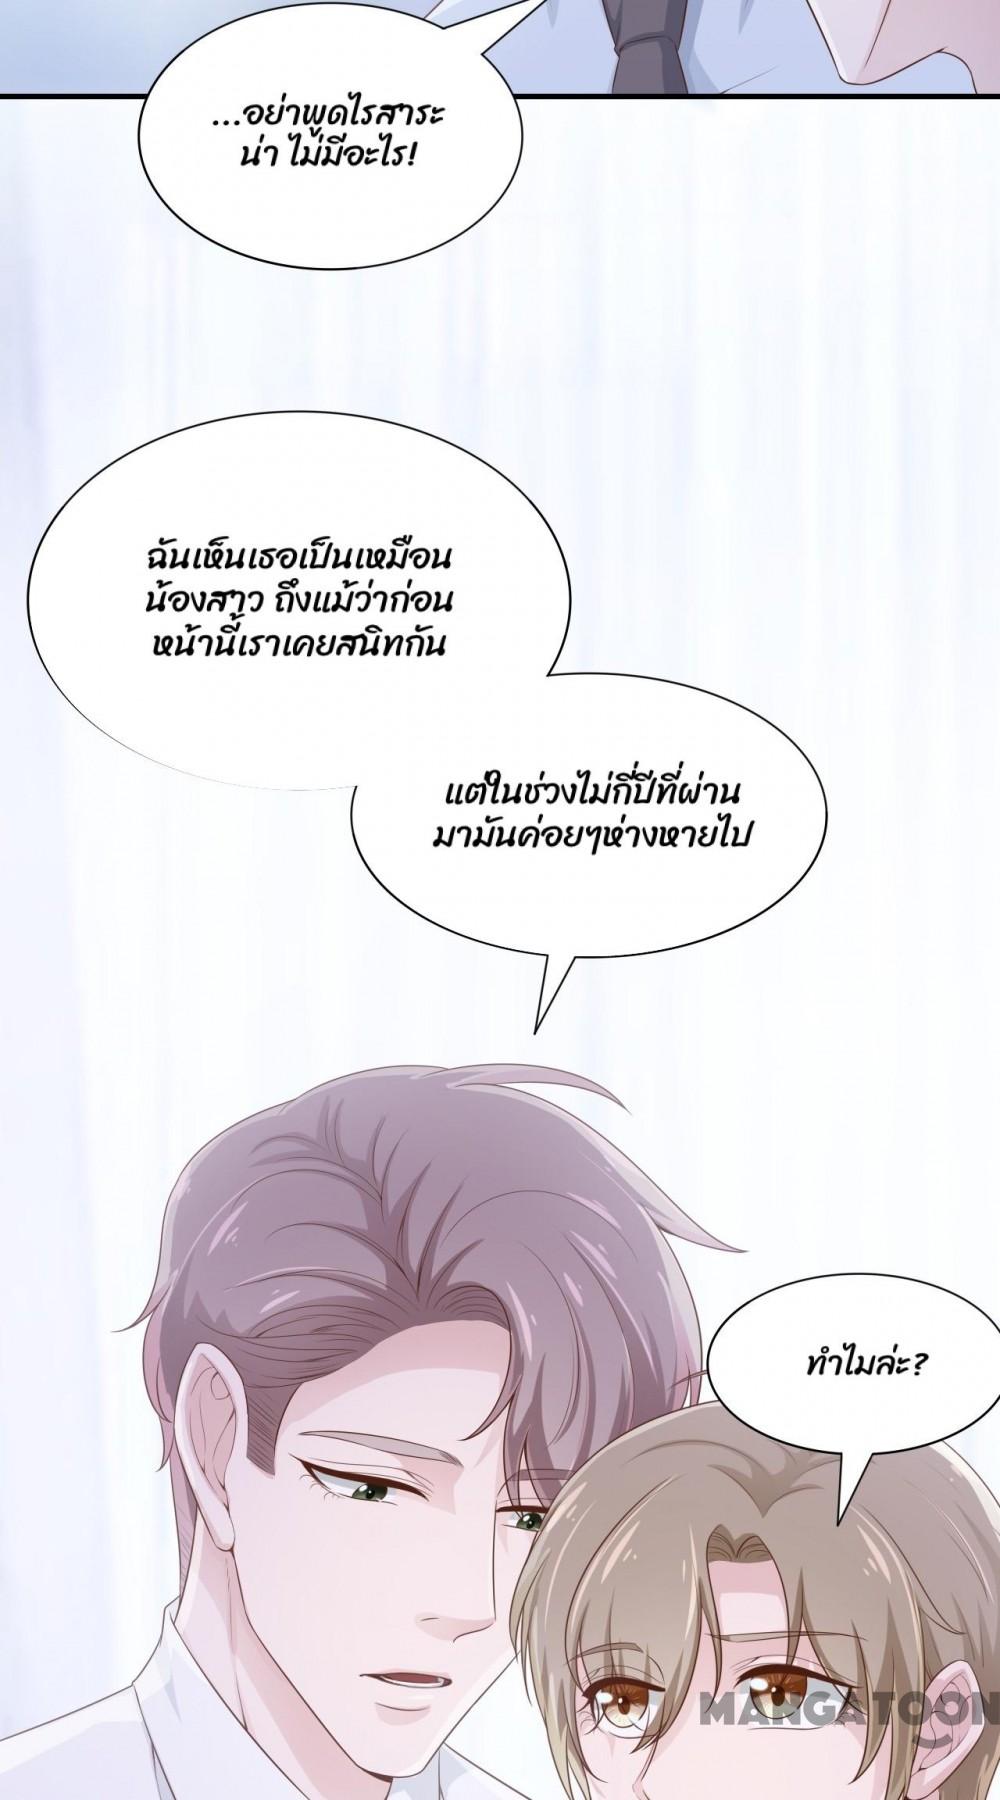 ...อย่าพูดไรสาระ
น่า ไม่มีอะไร!
ฉันเห็นเธอเป็นเหมือน
น้องสาว ถึงแม้ว่าก่อน
หน้านี้เราเคยสนิทกัน
แต่ในช่วงไม่กี่ปีที่ผ่าน
มามันค่อยๆห่างหายไป
ทำไมล่ะ?
MANGATOON